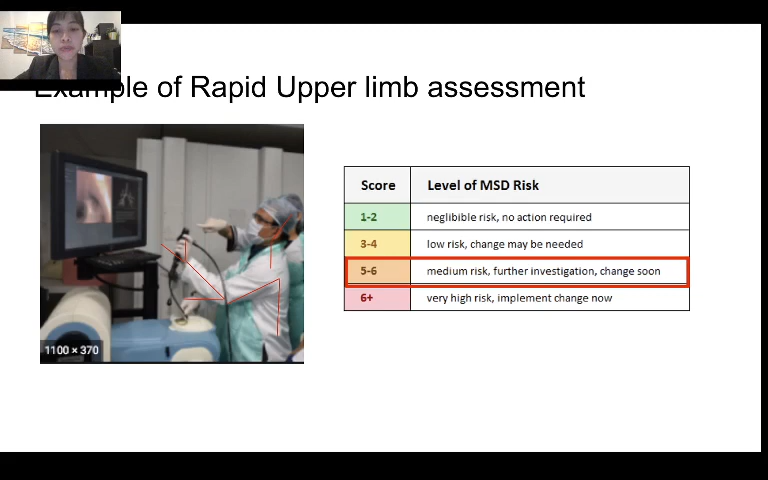 Example of Rapid Upper limb assessment
Score Level of MSD Risk
1-2 neglibible risk, no action required
3-4 low risk, change may be needed
5-6 medium risk, further investigation, change soon
6+ very high risk, implement change now
1100 × 370